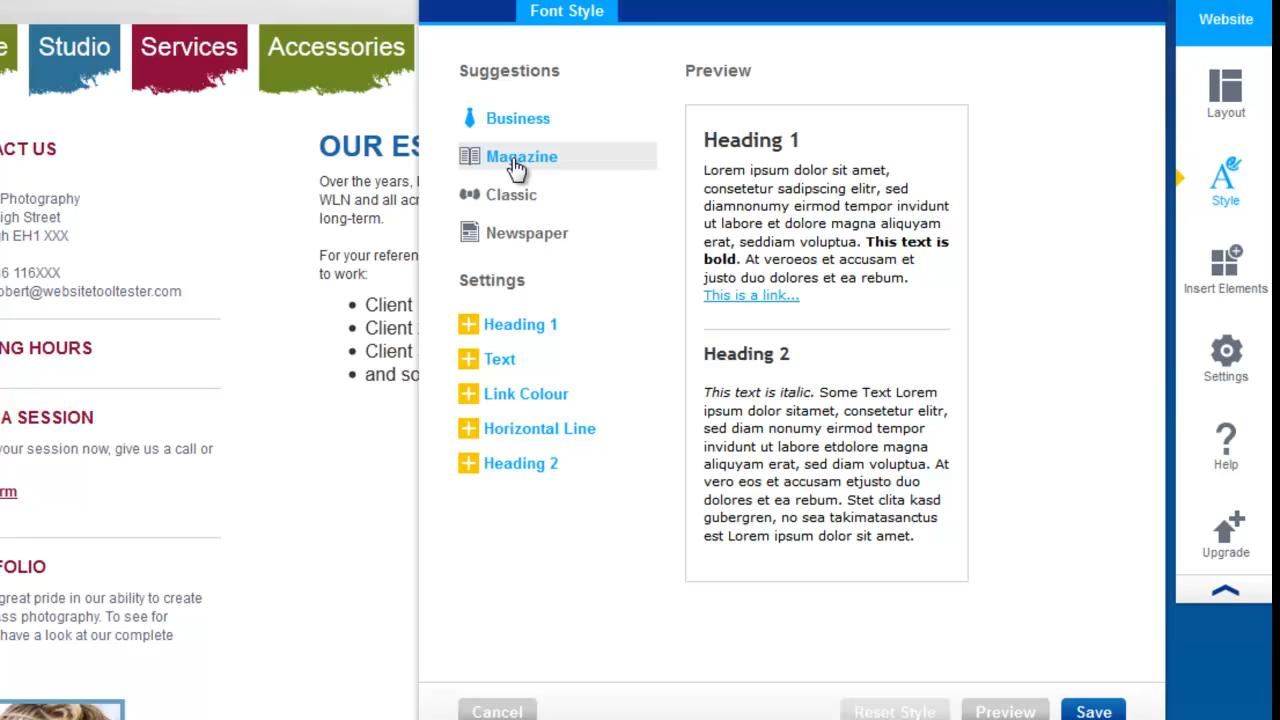 Font Style
Website
e
Studio
Services
Accessories
Suggestions
Preview
Business
Magazine
Classic
Newspaper
Settings
Heading 1
Text
Link Colour
Horizontal Line
Heading 2
Heading 1
Lorem ipsum dolor sit amet,
consetetur sadipscing elitr, sed
diamnonumy eirmod tempor invidunt
ut labore et dolore magna aliquyam
erat, seddiam voluptua. This text is
bold. At veroeos et accusam et
justo duo dolores et ea rebum.
This is a link...
Heading 2
This text is italic. Some Text Lorem
ipsum dolor sitamet, consetetur elitr,
sed diam nonumy eirmod tempor
invidunt ut labore etdolore magna
aliquyam erat, sed diam voluptua. At
vero eos et accusam etjusto duo
dolores et ea rebum. Stet clita kasd
gubergren, no sea takimatasanctus
est Lorem ipsum dolor sit amet.
Layout
Style
Insert Elements
Settings
Help
Upgrade
ACT US
Photography
igh Street
gh EH1 XXX
6 116XXX
obert@websitetooltester.com
NG HOURS
A SESSION
your session now, give us a call or
rm
FOLIO
great pride in our ability to create
ass photography. To see for
have a look at our complete
OUR ES
Over the years,
WLN and all acr
long-term.
For your referen
to work:
Client
Client
Client
and so
Cancel
Reset Style
Preview
Save